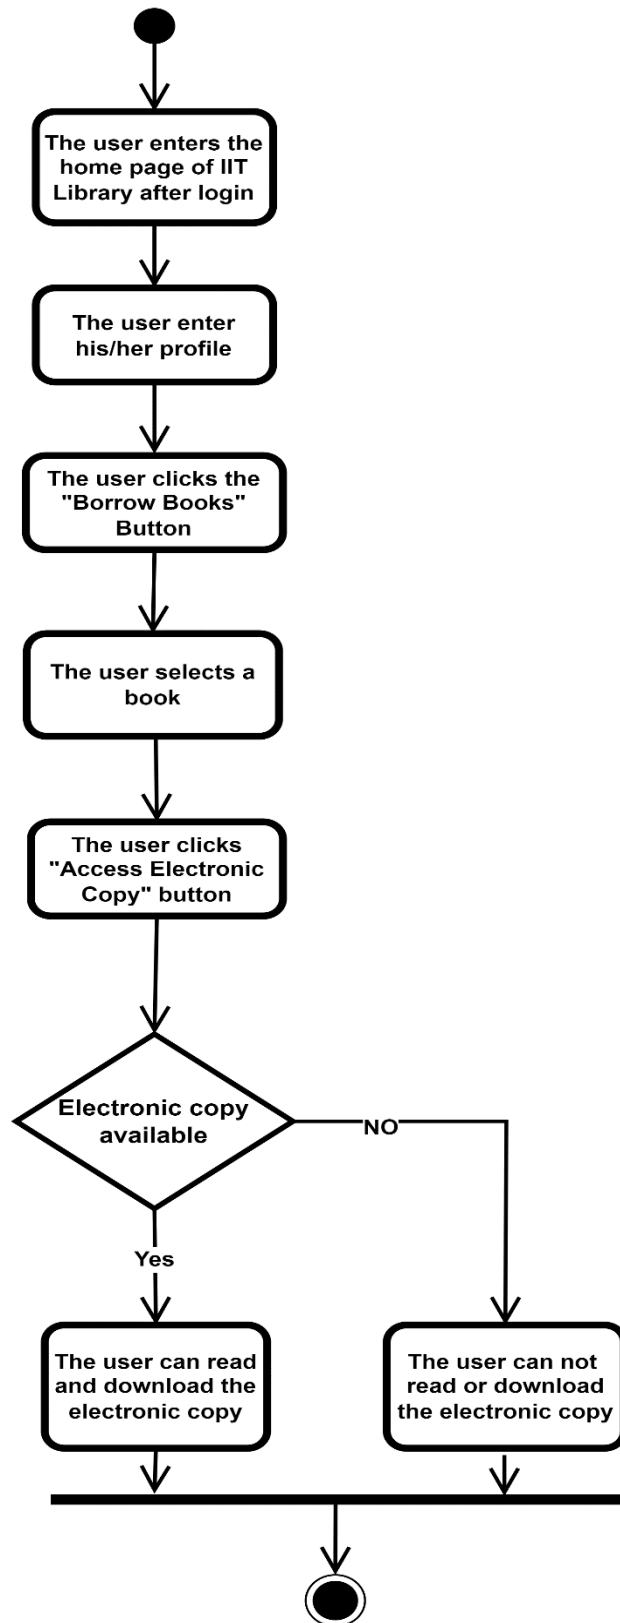 The user enters the
home page of IIT
Library after login
The user enter
his/her profile
The user clicks the
"Borrow Books"
Button
The user selects a
book
The user clicks
"Access Electronic
Copy" button
Electronic copy
available
NO
Yes
The user can read
and download the
electronic copy
The user can not
read or download
the electronic copy